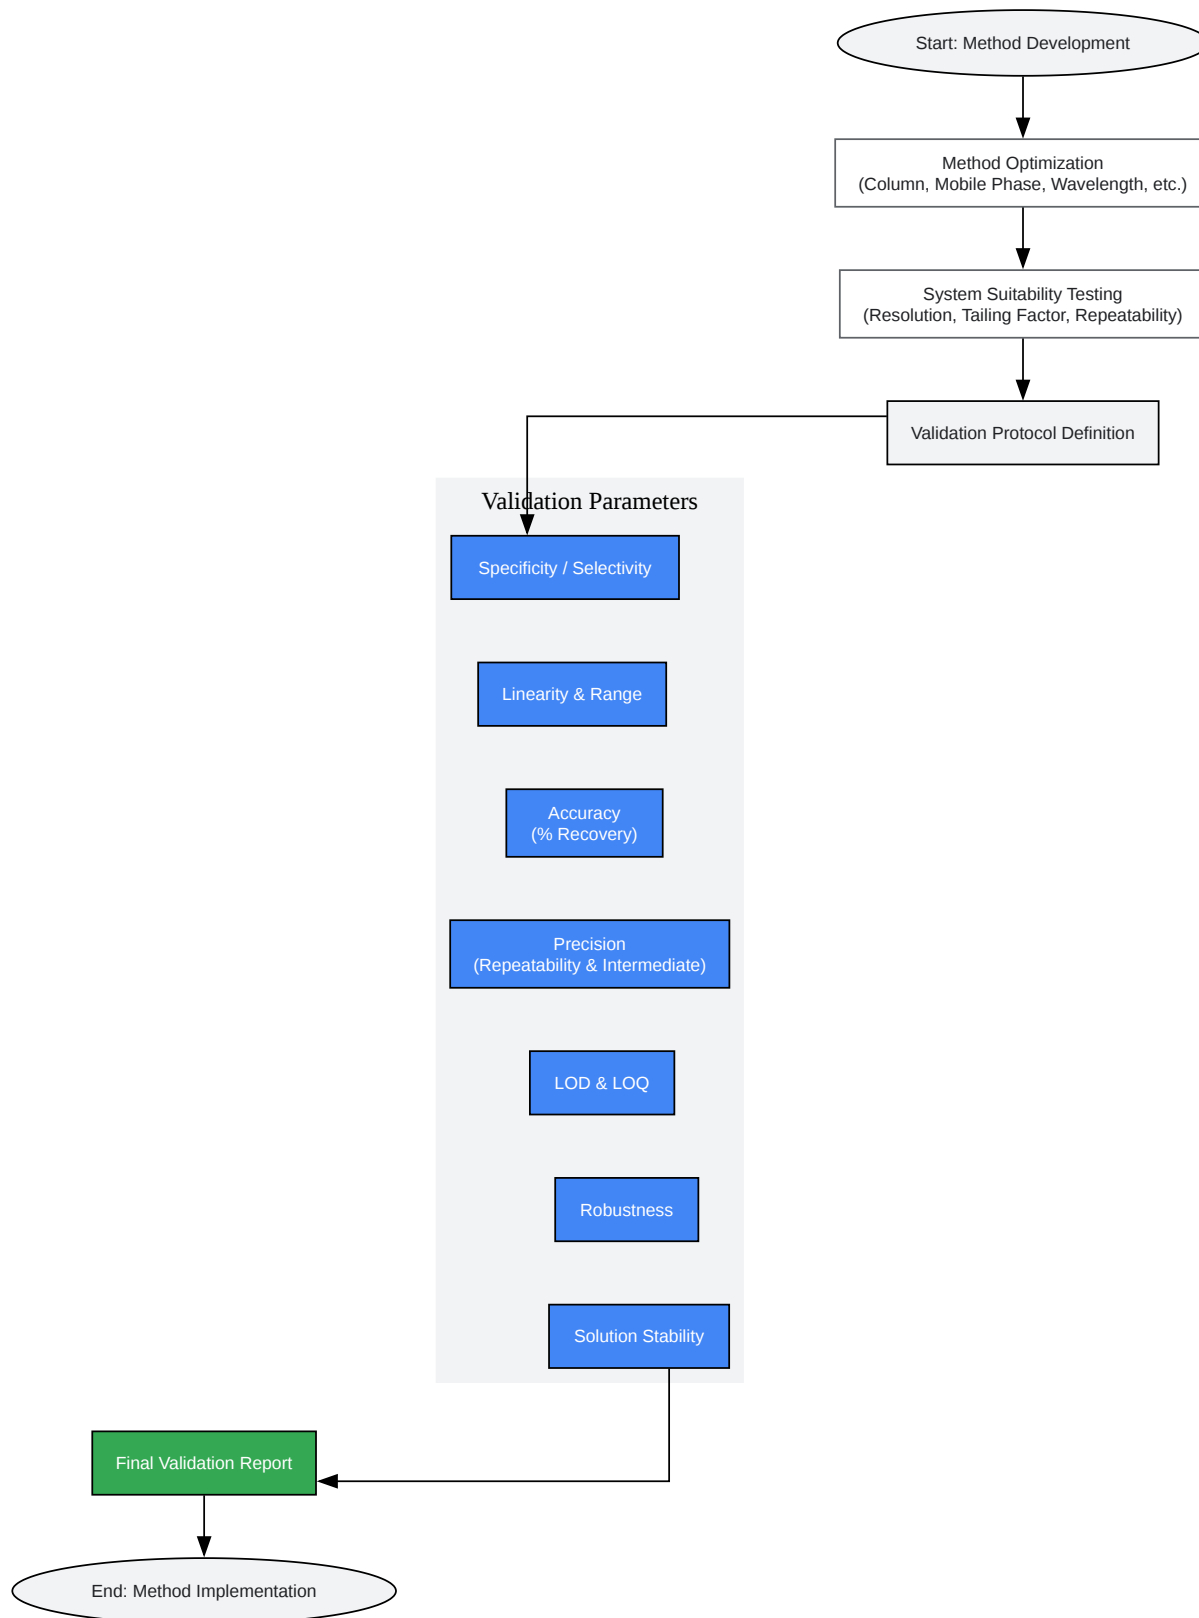 Start: Method Development
Method Optimization
(Column, Mobile Phase, Wavelength, etc.)
System Suitability Testing
(Resolution, Tailing Factor, Repeatability)
Validation Protocol Definition
Validation Parameters
Specificity / Selectivity
Linearity & Range
Accuracy
(% Recovery)
Precision
(Repeatability & Intermediate)
LOD & LOQ
Robustness
Solution Stability
Final Validation Report
End: Method Implementation